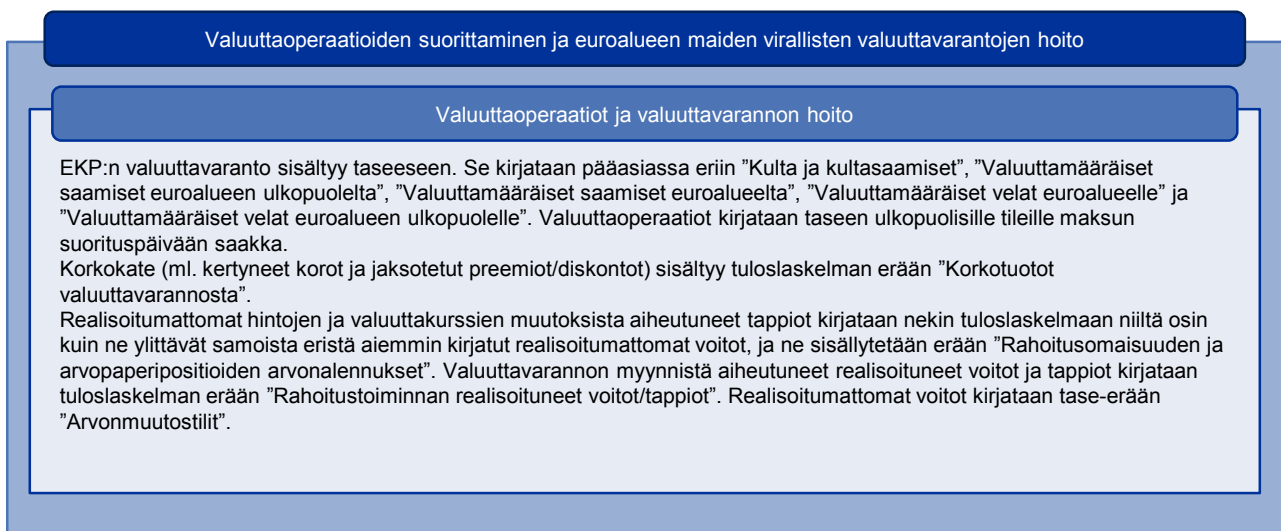 Valuuttaoperaatioiden suorittaminen ja euroalueen maiden virallisten valuuttavarantojen hoito
Valuuttaoperaatiot ja valuuttavarannon hoito
EKP:n valuuttavaranto sisältyy taseeseen. Se kirjataan pääasiassa eriin ”Kulta ja kultasaamiset”, ”Valuuttamääräiset
saamiset euroalueen ulkopuolelta”, ”Valuuttamääräiset saamiset euroalueelta”, ”Valuuttamääräiset velat euroalueelle” ja
”Valuuttamääräiset velat euroalueen ulkopuolelle”. Valuuttaoperaatiot kirjataan taseen ulkopuolisille tileille maksun
suorituspäivään saakka.
Korkokate (ml. kertyneet korot ja jaksotetut preemiot/diskontot) sisältyy tuloslaskelman erään ”Korkotuotot
valuuttavarannosta”.
Realisoitumattomat hintojen ja valuuttakurssien muutoksista aiheutuneet tappiot kirjataan nekin tuloslaskelmaan niiltä osin
kuin ne ylittävät samoista eristä aiemmin kirjatut realisoitumattomat voitot, ja ne sisällytetään erään ”Rahoitusomaisuuden ja
arvopaperipositioiden arvonalennukset”. Valuuttavarannon myynnistä aiheutuneet realisoituneet voitot ja tappiot kirjataan
tuloslaskelman erään ”Rahoitustoiminnan realisoituneet voitot/tappiot”. Realisoitumattomat voitot kirjataan tase-erään
”Arvonmuutostilit”.